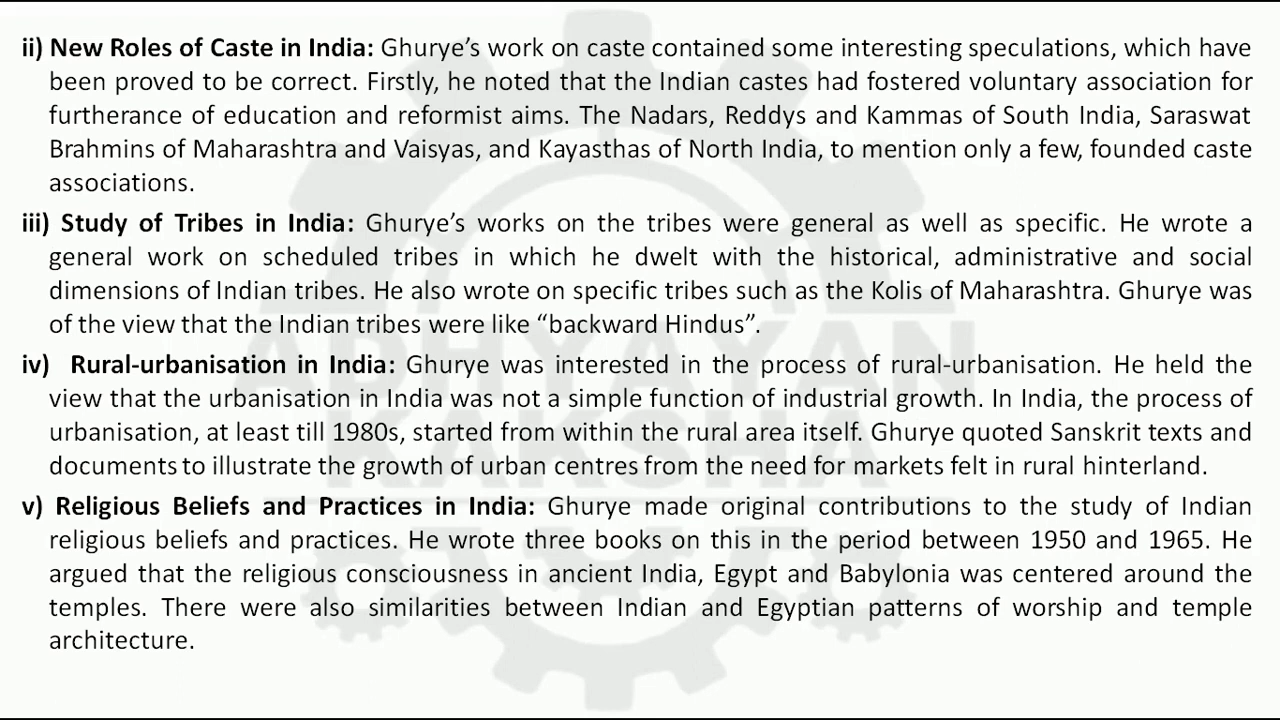 ii) New Roles of Caste in India: Ghurye’s work on caste contained some interesting speculations, which have
been proved to be correct. Firstly, he noted that the Indian castes had fostered voluntary association for
furtherance of education and reformist aims. The Nadars, Reddys and Kammas of South India, Saraswat
Brahmins of Maharashtra and Vaisyas, and Kayasthas of North India, to mention only a few, founded caste
associations.
iii) Study of Tribes in India: Ghurye’s works on the tribes were general as well as specific. He wrote a
general work on scheduled tribes in which he dwelt with the historical, administrative and social
dimensions of Indian tribes. He also wrote on specific tribes such as the Kolis of Maharashtra. Ghurye was
of the view that the Indian tribes were like “backward Hindus”.
iv) Rural-urbanisation in India: Ghurye was interested in the process of rural-urbanisation. He held the
view that the urbanisation in India was not a simple function of industrial growth. In India, the process of
urbanisation, at least till 1980s, started from within the rural area itself. Ghurye quoted Sanskrit texts and
documents to illustrate the growth of urban centres from the need for markets felt in rural hinterland.
v) Religious Beliefs and Practices in India: Ghurye made original contributions to the study of Indian
religious beliefs and practices. He wrote three books on this in the period between 1950 and 1965. He
argued that the religious consciousness in ancient India, Egypt and Babylonia was centered around the
temples. There were also similarities between Indian and Egyptian patterns of worship and temple
architecture.
ADHYAYAN
KAKSHA